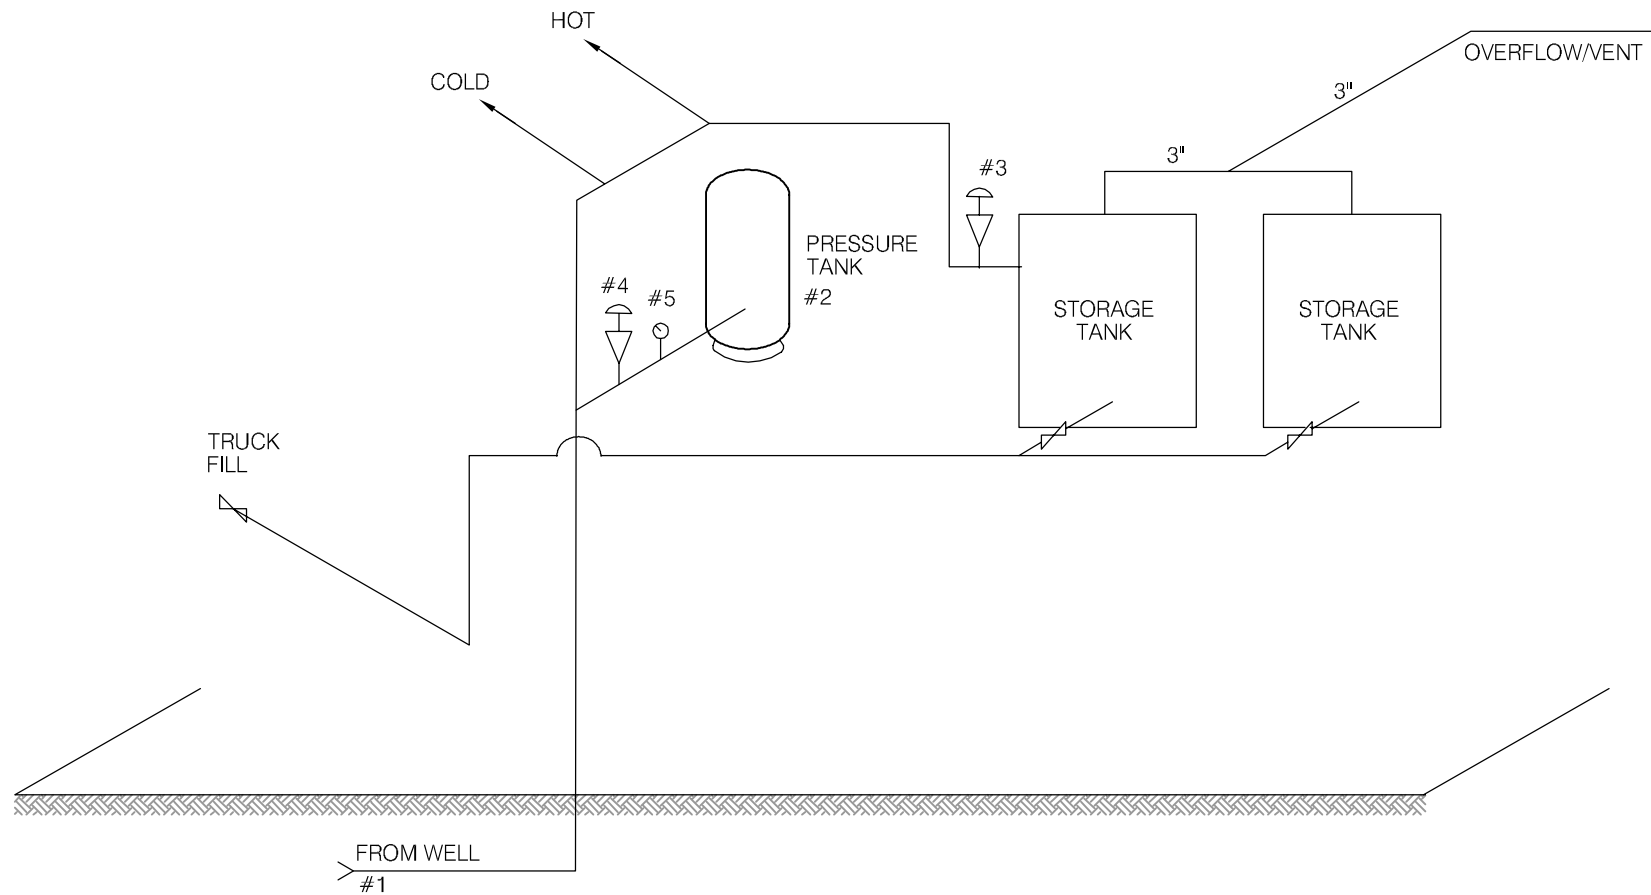 HOT
OVERFLOW/VENT
COLD
3"
3"
#3
PRESSURE
TANK
#2
#4
#5
STORAGE
TANK
STORAGE
TANK
TRUCK
FILL
FROM WELL
#1